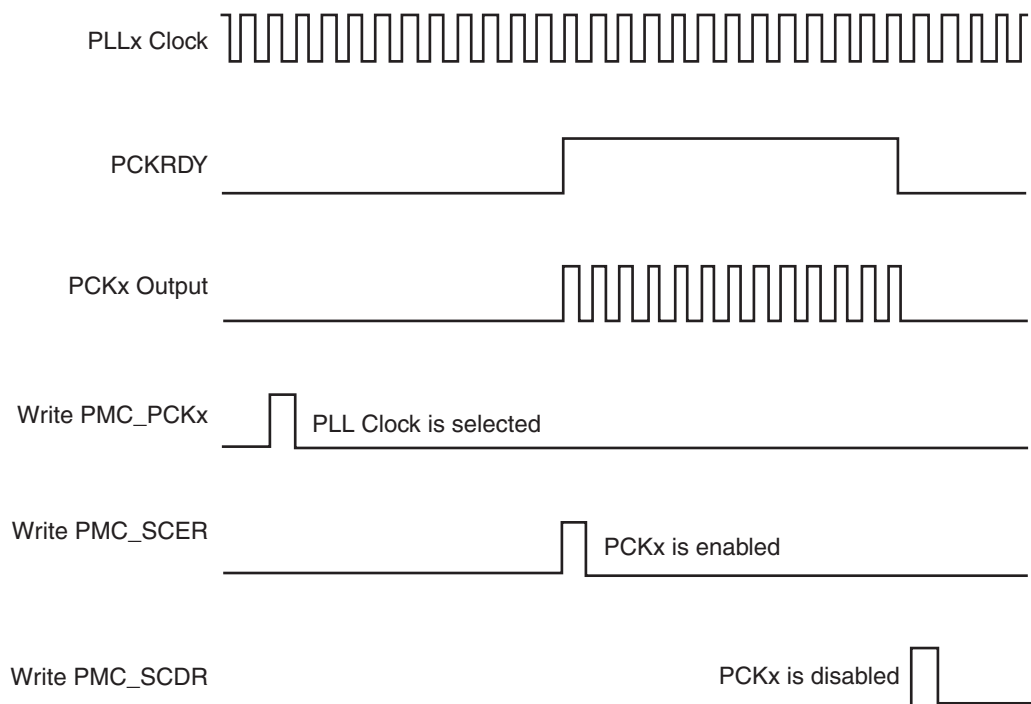 PLLx Clock
PCKRDY
PCKx Output
Write PMC_PCKx
PLL Clock is selected
Write PMC_SCER
PCKx is enabled
Write PMC_SCDR
PCKx is disabled